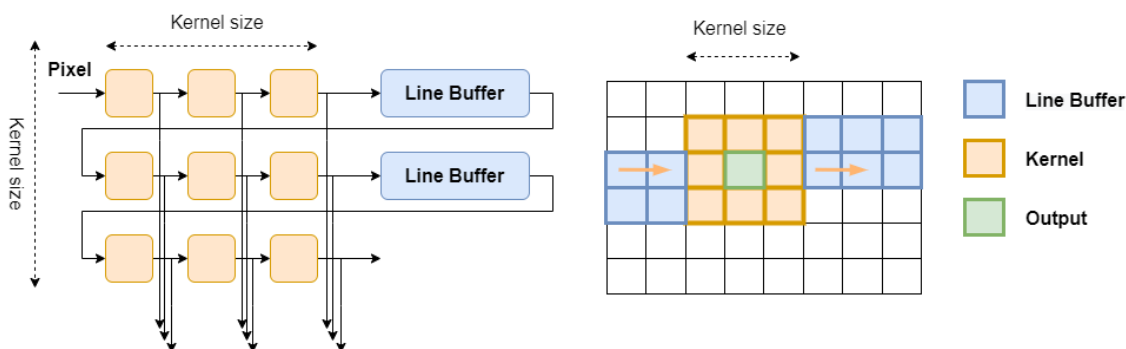 Kernel size
Pixel
Line Buffer
Kernel size
Line Buffer
Kernel size
Line Buffer
Kernel
Output